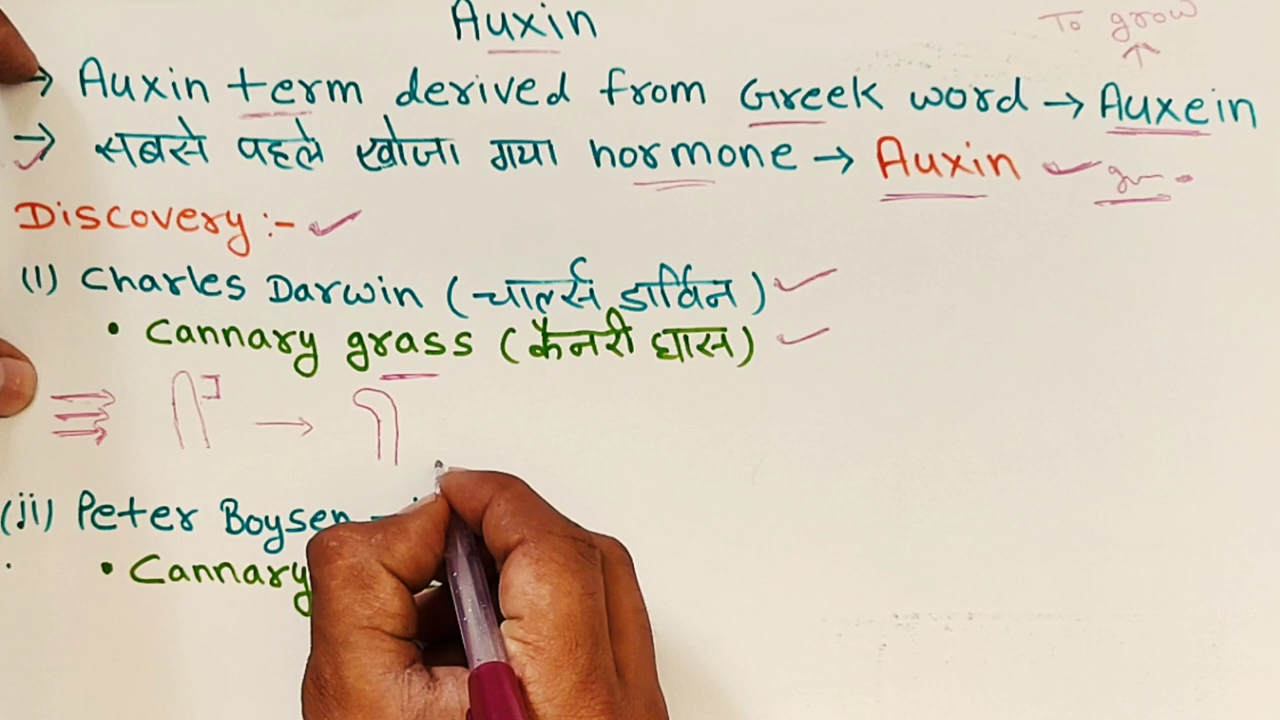 Auxin
To grow
→ Auxin term derived from Greek word → Auxein
→ सबसे पहले खोजा गया hormone → Auxin
Discovery :-
(I) Charles Darwin (चार्ल्स डार्विन)
• Cannary grass (कैनरी घास)
→
(ii) Peter Boysen -
• Cannary